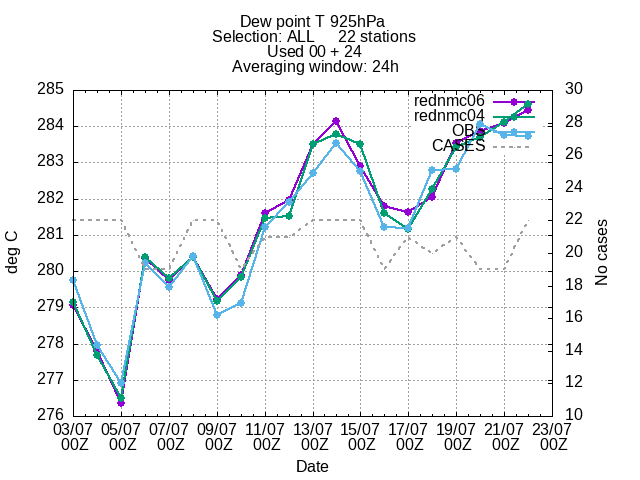 Dew point T 925hPa
Selection: ALL 22 stations
Used 00 + 24
Averaging window: 24h
285 30
rednmc06
rednmc04
OBS
CASES
284 28
283 26
24
282 22
281 20
280 18
279 16
278 14
277 12
276 10
deg C
No cases
03/07 05/07 07/07 09/07 11/07 13/07 15/07 17/07 19/07 21/07 23/07
00Z 00Z 00Z 00Z 00Z 00Z 00Z 00Z 00Z 00Z 00Z
Date